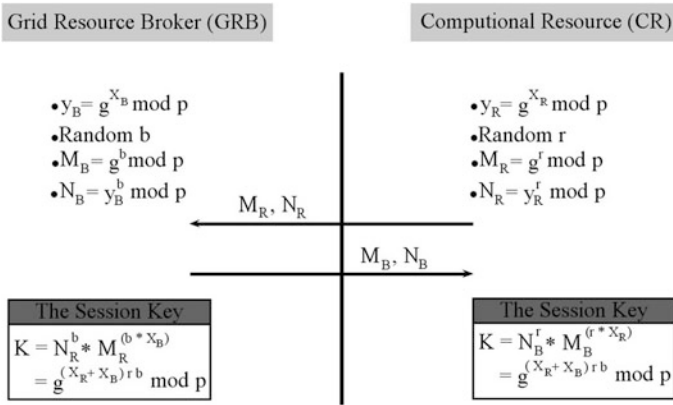 Grid Resource Broker (GRB)
•y_B= g^{X_B} mod p
•Random b
•M_B= g^b mod p
•N_B= y_B^b mod p
Computional Resource (CR)
•y_R= g^{X_R} mod p
•Random r
•M_R= g^r mod p
•N_R= y_R^r mod p
M_R, N_R
M_B, N_B
The Session Key
K = N_R^b * M_R^{(b * X_B)}
= g^{(X_R+ X_B) r b} mod p
The Session Key
K = N_B^r * M_B^{(r * X_R)}
= g^{(X_R+ X_B) r b} mod p